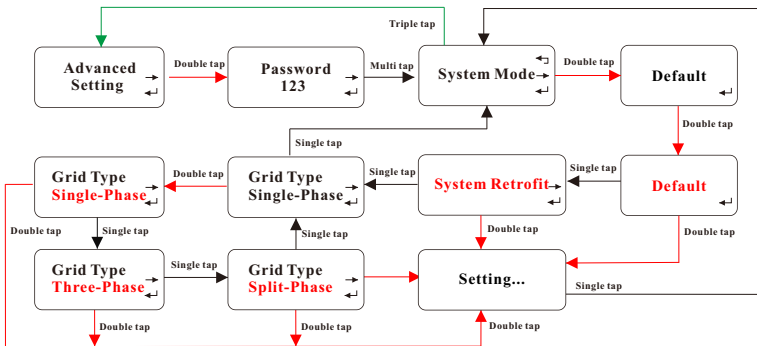 Triple tap
Advanced
Setting
Double tap
Password
123
Multi tap
System Mode
Double tap
Default
Single tap
Double tap
Grid Type
Single-Phase
Double tap
Grid Type
Single-Phase
Single tap
System Retrofit
Single tap
Default
Double tap
Single tap
Single tap
Double tap
Double tap
Grid Type
Three-Phase
Single tap
Grid Type
Split-Phase
Setting...
Single tap
Double tap
Double tap
Double tap